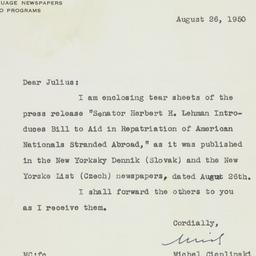 UAGE NEWSPAPERS
O PROGRAMS
August 26, 1950
Dear Julius:
I am enclosing tear sheets of the
press release "Senator Herbert H. Lehman Intro-
duces Bill to Aid in Repatriation of American
Nationals Stranded Abroad," as it was published
in the New Yorksky Dennik (Slovak) and the New
Yorske List (Czech) newspapers, dated August 26th.
I shall forward the others to you
as I receive them.
Cordially,
MC:fc Michel Cieplinski